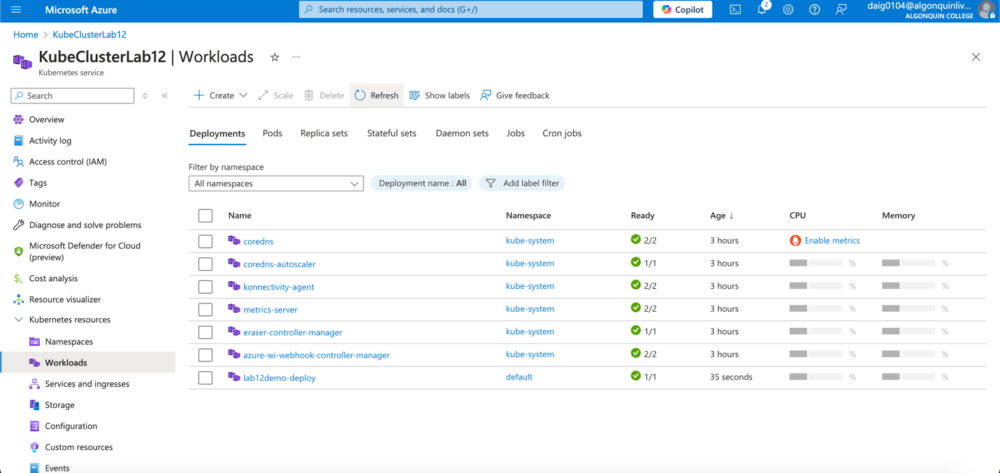 Microsoft Azure
Search resources, services, and docs (G+/)
Copilot
2
daig0104@algonquinliv...
ALGONQUIN COLLEGE
Home > KubeClusterLab12
KubeClusterLab12 | Workloads
Kubernetes service
Search
Overview
Activity log
Access control (IAM)
Tags
Monitor
Diagnose and solve problems
Microsoft Defender for Cloud
(preview)
Cost analysis
Resource visualizer
Kubernetes resources
Namespaces
Workloads
Services and ingresses
Storage
Configuration
Custom resources
Events
Create Scale Delete Refresh Show labels Give feedback
Deployments Pods Replica sets Stateful sets Daemon sets Jobs Cron jobs
Filter by namespace
All namespaces Deployment name : All Add label filter
Name Namespace Ready Age ↓ CPU Memory
coredns kube-system 2/2 3 hours Enable metrics
coredns-autoscaler kube-system 1/1 3 hours % %
konnectivity-agent kube-system 2/2 3 hours % %
metrics-server kube-system 2/2 3 hours % %
eraser-controller-manager kube-system 1/1 3 hours % %
azure-wi-webhook-controller-manager kube-system 2/2 3 hours % %
lab12demo-deploy default 1/1 35 seconds % %